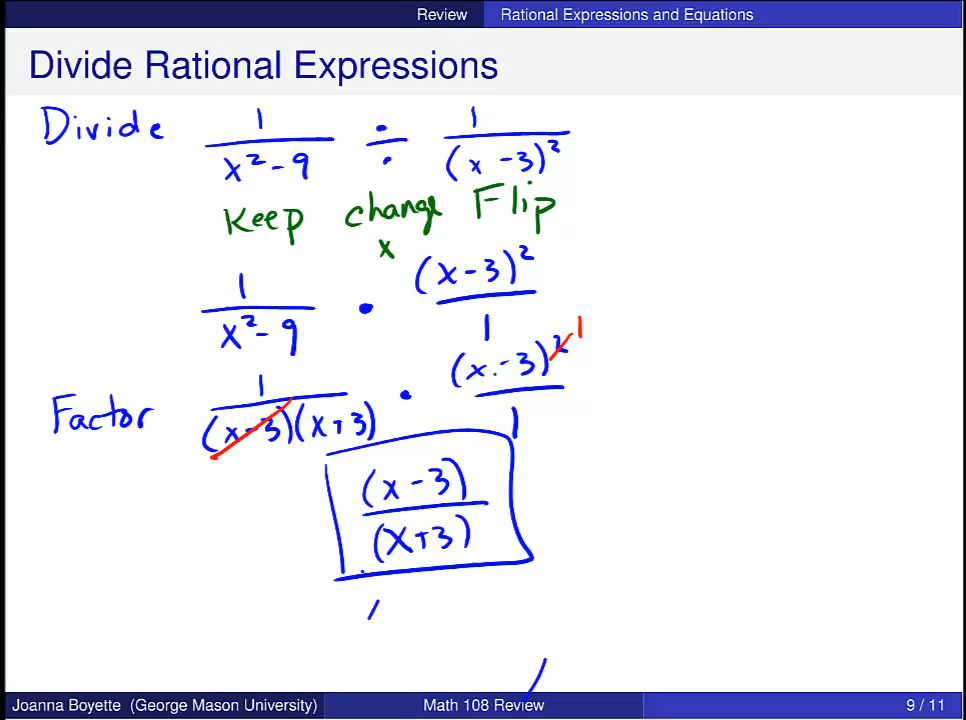 Review Rational Expressions and Equations
Divide Rational Expressions
Divide 1/(x²-9) ÷ 1/(x-3)²
Keep change Flip
x
1/(x²-9) · (x-3)²/1
Factor 1/((x-3)(x+3)) · (x-3)²/1 1
(x-3)/(x+3)
Joanna Boyette (George Mason University) Math 108 Review 9 / 11